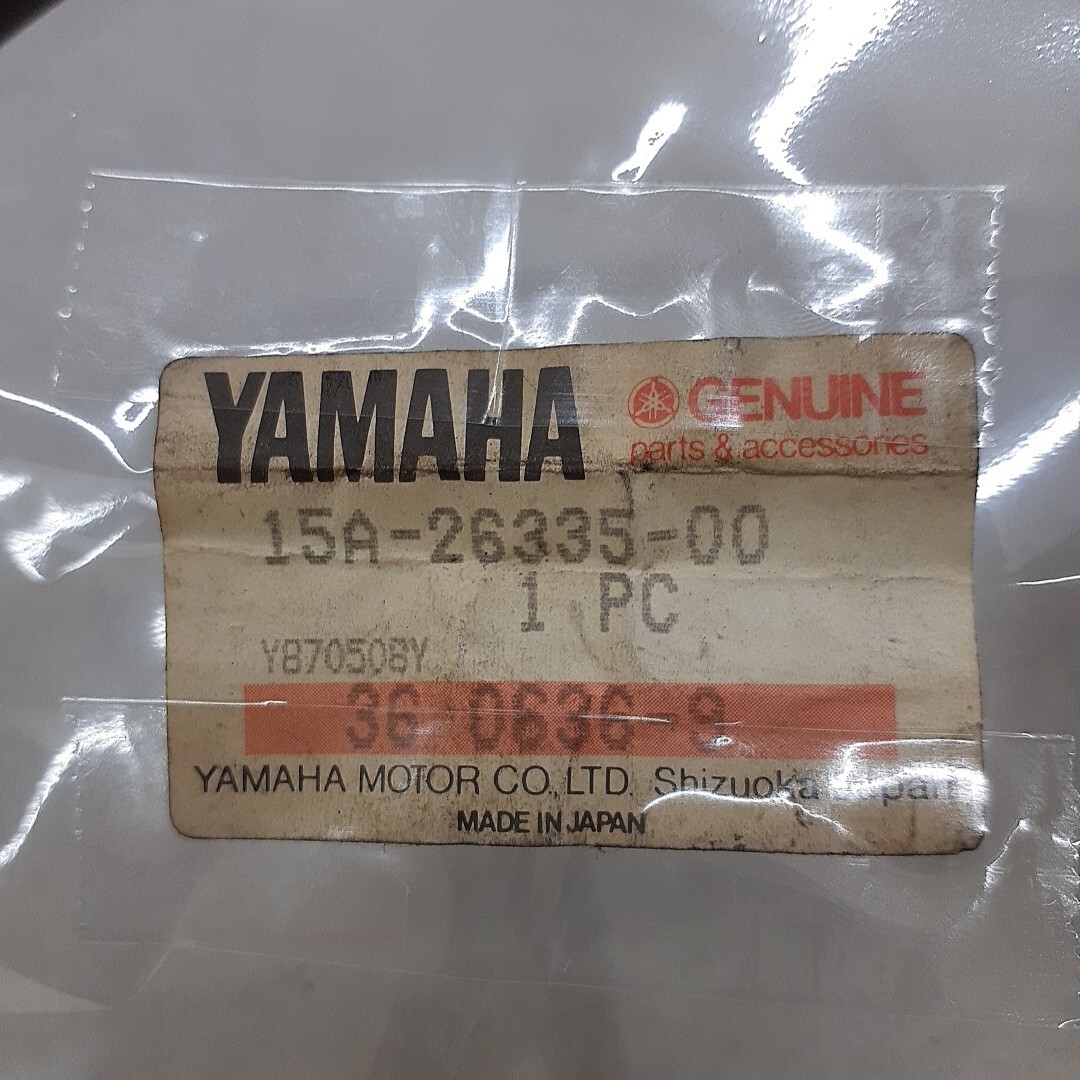 YAMAHA GENUINE
parts & accessories
15A-26335-00
1 PC
Y870508Y
36 0636-9
YAMAHA MOTOR CO., LTD. Shizuoka Japan
MADE IN JAPAN